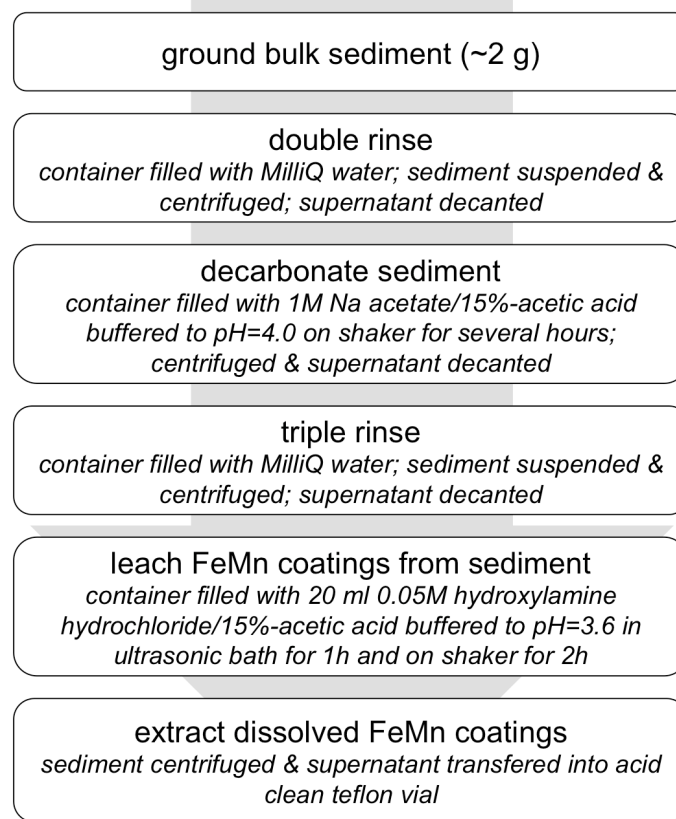 ground bulk sediment (~2 g)
double rinse
container filled with MilliQ water; sediment suspended &
centrifuged; supernatant decanted
decarbonate sediment
container filled with 1M Na acetate/15%-acetic acid
buffered to pH=4.0 on shaker for several hours;
centrifuged & supernatant decanted
triple rinse
container filled with MilliQ water; sediment suspended &
centrifuged; supernatant decanted
leach FeMn coatings from sediment
container filled with 20 ml 0.05M hydroxylamine
hydrochloride/15%-acetic acid buffered to pH=3.6 in
ultrasonic bath for 1h and on shaker for 2h
extract dissolved FeMn coatings
sediment centrifuged & supernatant transfered into acid
clean teflon vial